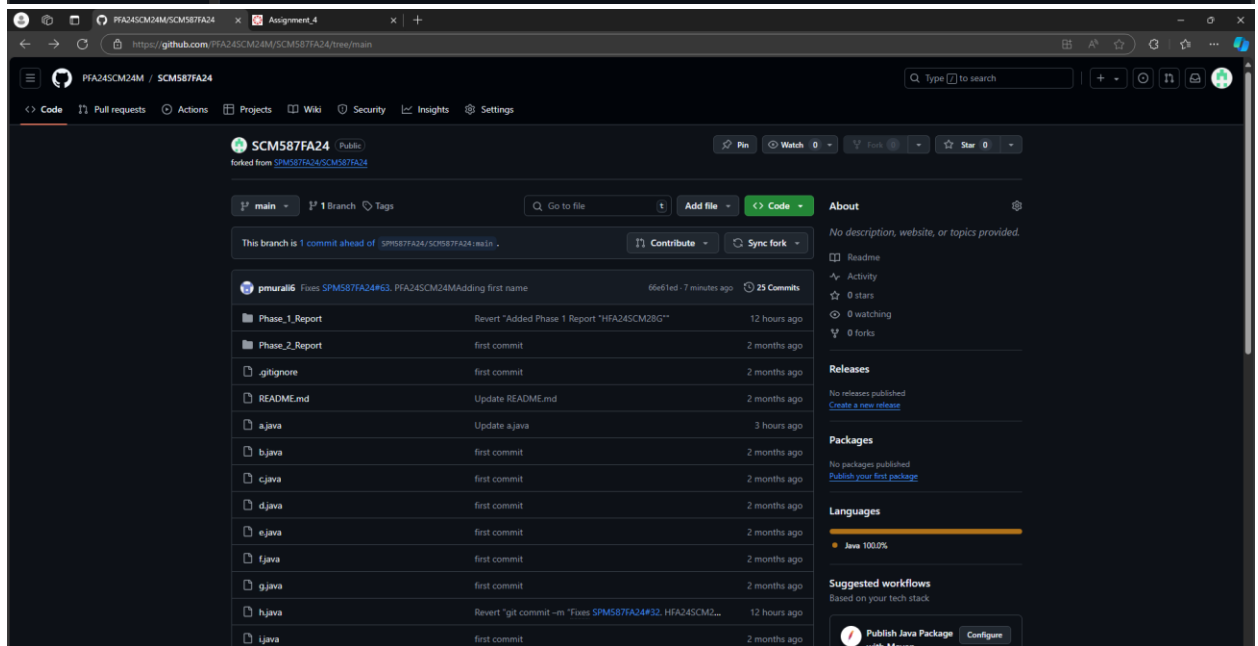 PFA24SCM24M/SCM587FA24
Assignment_4
https://github.com/PFA24SCM24M/SCM587FA24/tree/main
PFA24SCM24M / SCM587FA24
Type / to search
Code Pull requests Actions Projects Wiki Security Insights Settings
SCM587FA24 Public
Pin Watch 0 Fork 0 Star 0
forked from SPM587FA24/SCM587FA24
main 1 Branch Tags Go to file t Add file Code
This branch is 1 commit ahead of SPM587FA24/SCM587FA24:main .
Contribute Sync fork
pmurali6 Fixes SPM587FA24#63. PFA24SCM24MAdding first name 66e61ed · 7 minutes ago 25 Commits
Phase_1_Report Revert "Added Phase 1 Report "HFA24SCM28G"" 12 hours ago
Phase_2_Report first commit 2 months ago
.gitignore first commit 2 months ago
README.md Update README.md 2 months ago
a.java Update a.java 3 hours ago
b.java first commit 2 months ago
c.java first commit 2 months ago
d.java first commit 2 months ago
e.java first commit 2 months ago
f.java first commit 2 months ago
g.java first commit 2 months ago
h.java Revert "git commit –m "Fixes SPM587FA24#32. HFA24SCM2... 12 hours ago
i.java first commit 2 months ago
About
No description, website, or topics provided.
Readme
Activity
0 stars
0 watching
0 forks
Releases
No releases published
Create a new release
Packages
No packages published
Publish your first package
Languages
Java 100.0%
Suggested workflows
Based on your tech stack
Publish Java Package
with Maven
Configure